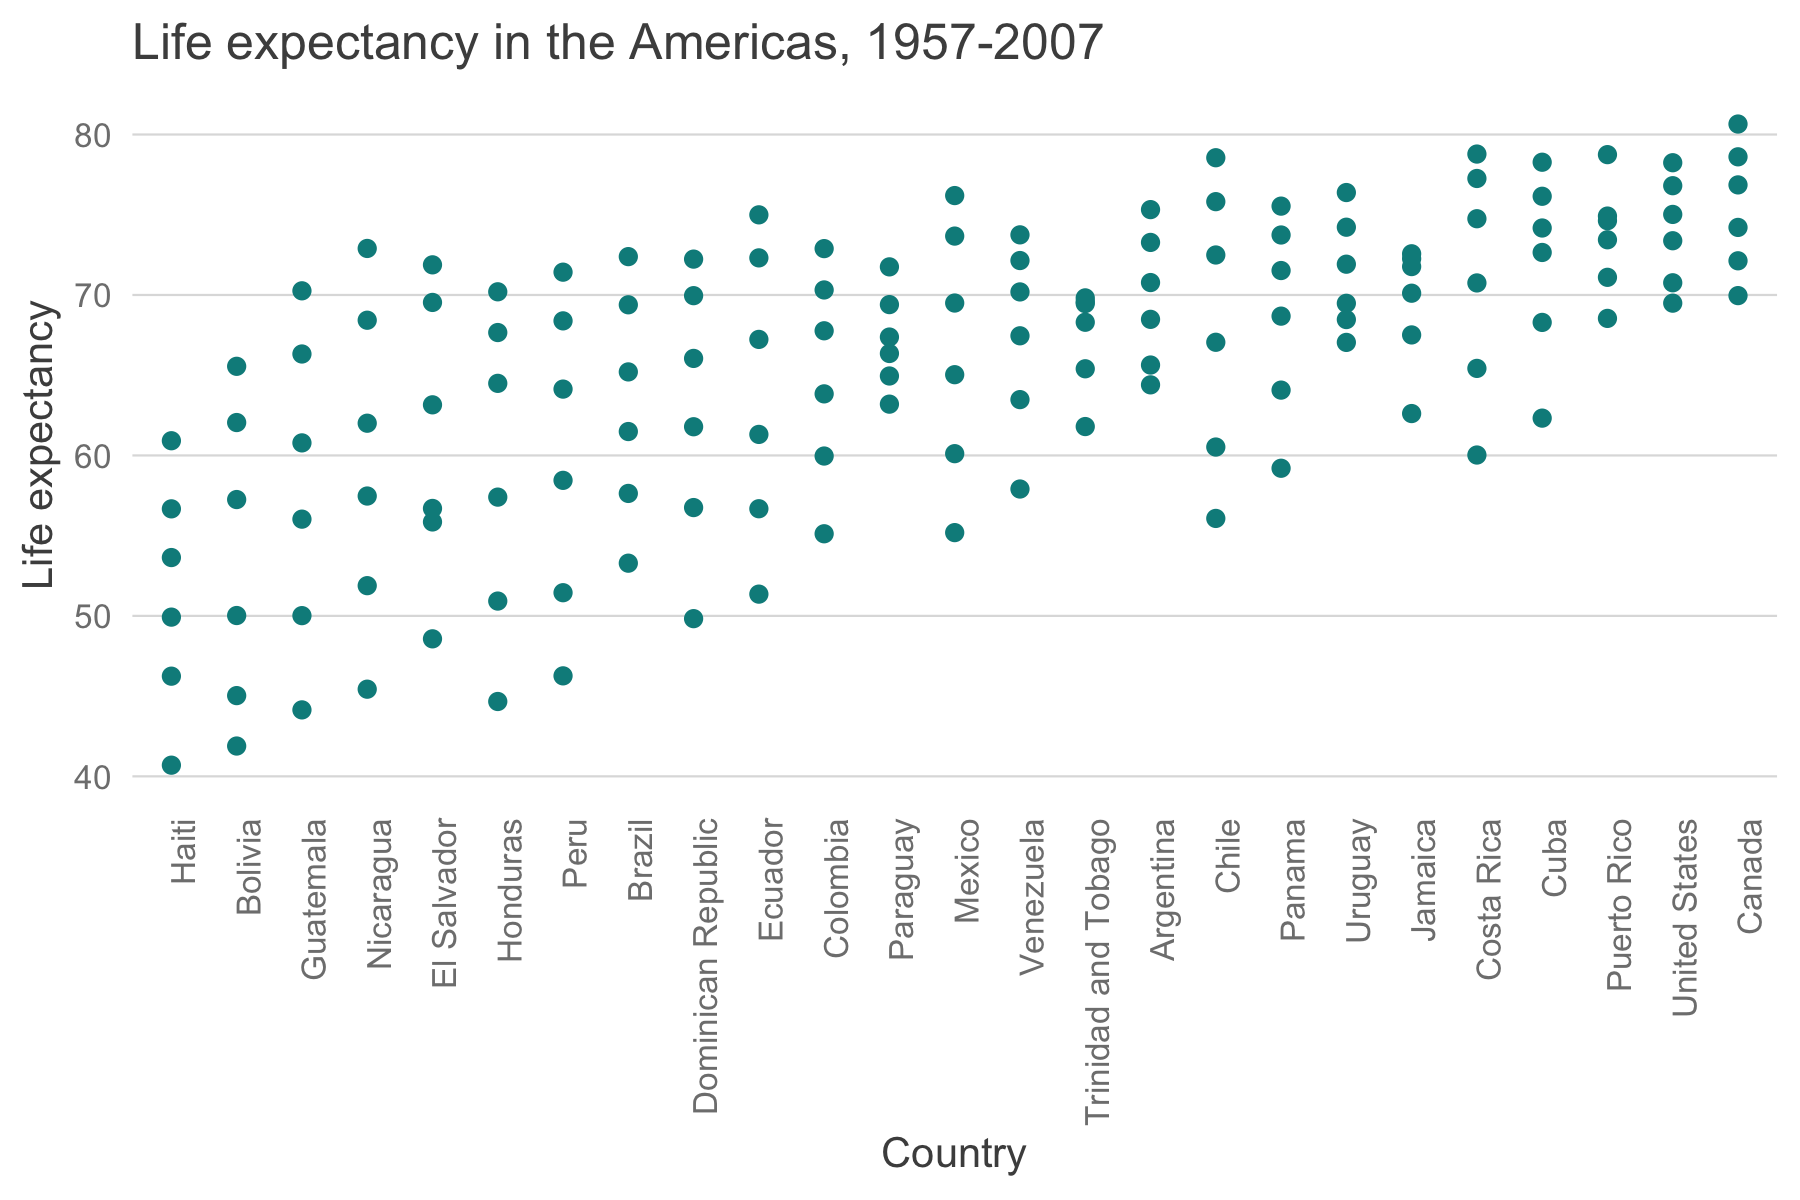 Life expectancy in the Americas, 1957-2007
Life expectancy
80
70
60
50
40
Haiti
Bolivia
Guatemala
Nicaragua
El Salvador
Honduras
Peru
Brazil
Dominican Republic
Ecuador
Colombia
Paraguay
Mexico
Venezuela
Trinidad and Tobago
Argentina
Chile
Panama
Uruguay
Jamaica
Costa Rica
Cuba
Puerto Rico
United States
Canada
Country